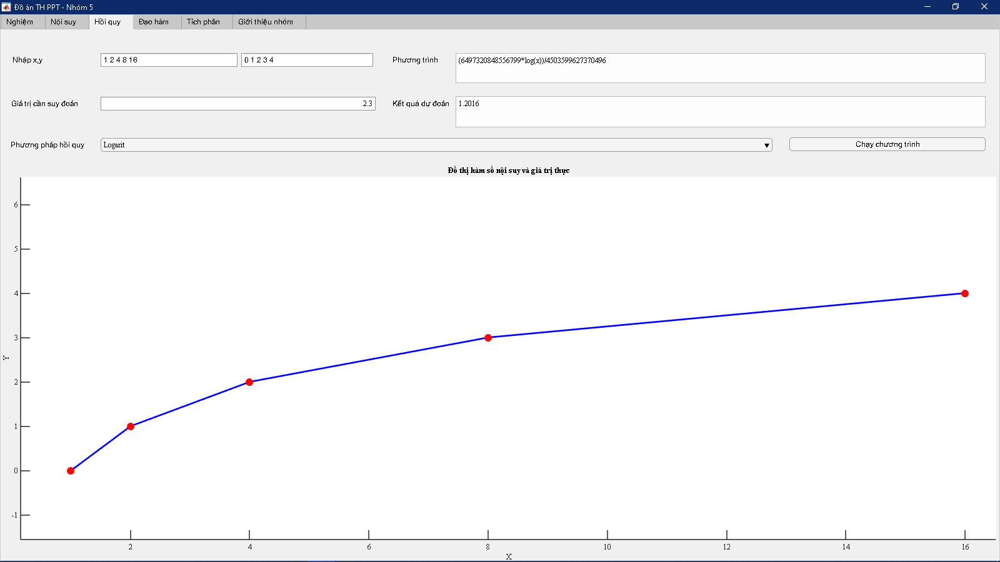 Đồ án TH PPT - Nhóm 5
Nghiệm Nội suy Hồi quy Đạo hàm Tích phân Giới thiệu nhóm
Nhập x,y 1 2 4 8 16 0 1 2 3 4 Phương trình (6497320848556799*log(x))/4503599627370496
Giá trị cần suy đoán 2.3 Kết quả dự đoán 1.2016
Phương pháp hồi quy Logarit Chạy chương trình
Đồ thị hàm số nội suy và giá trị thực
6
5
4
3
Y
2
1
0
-1
2 4 6 8 10 12 14 16
X